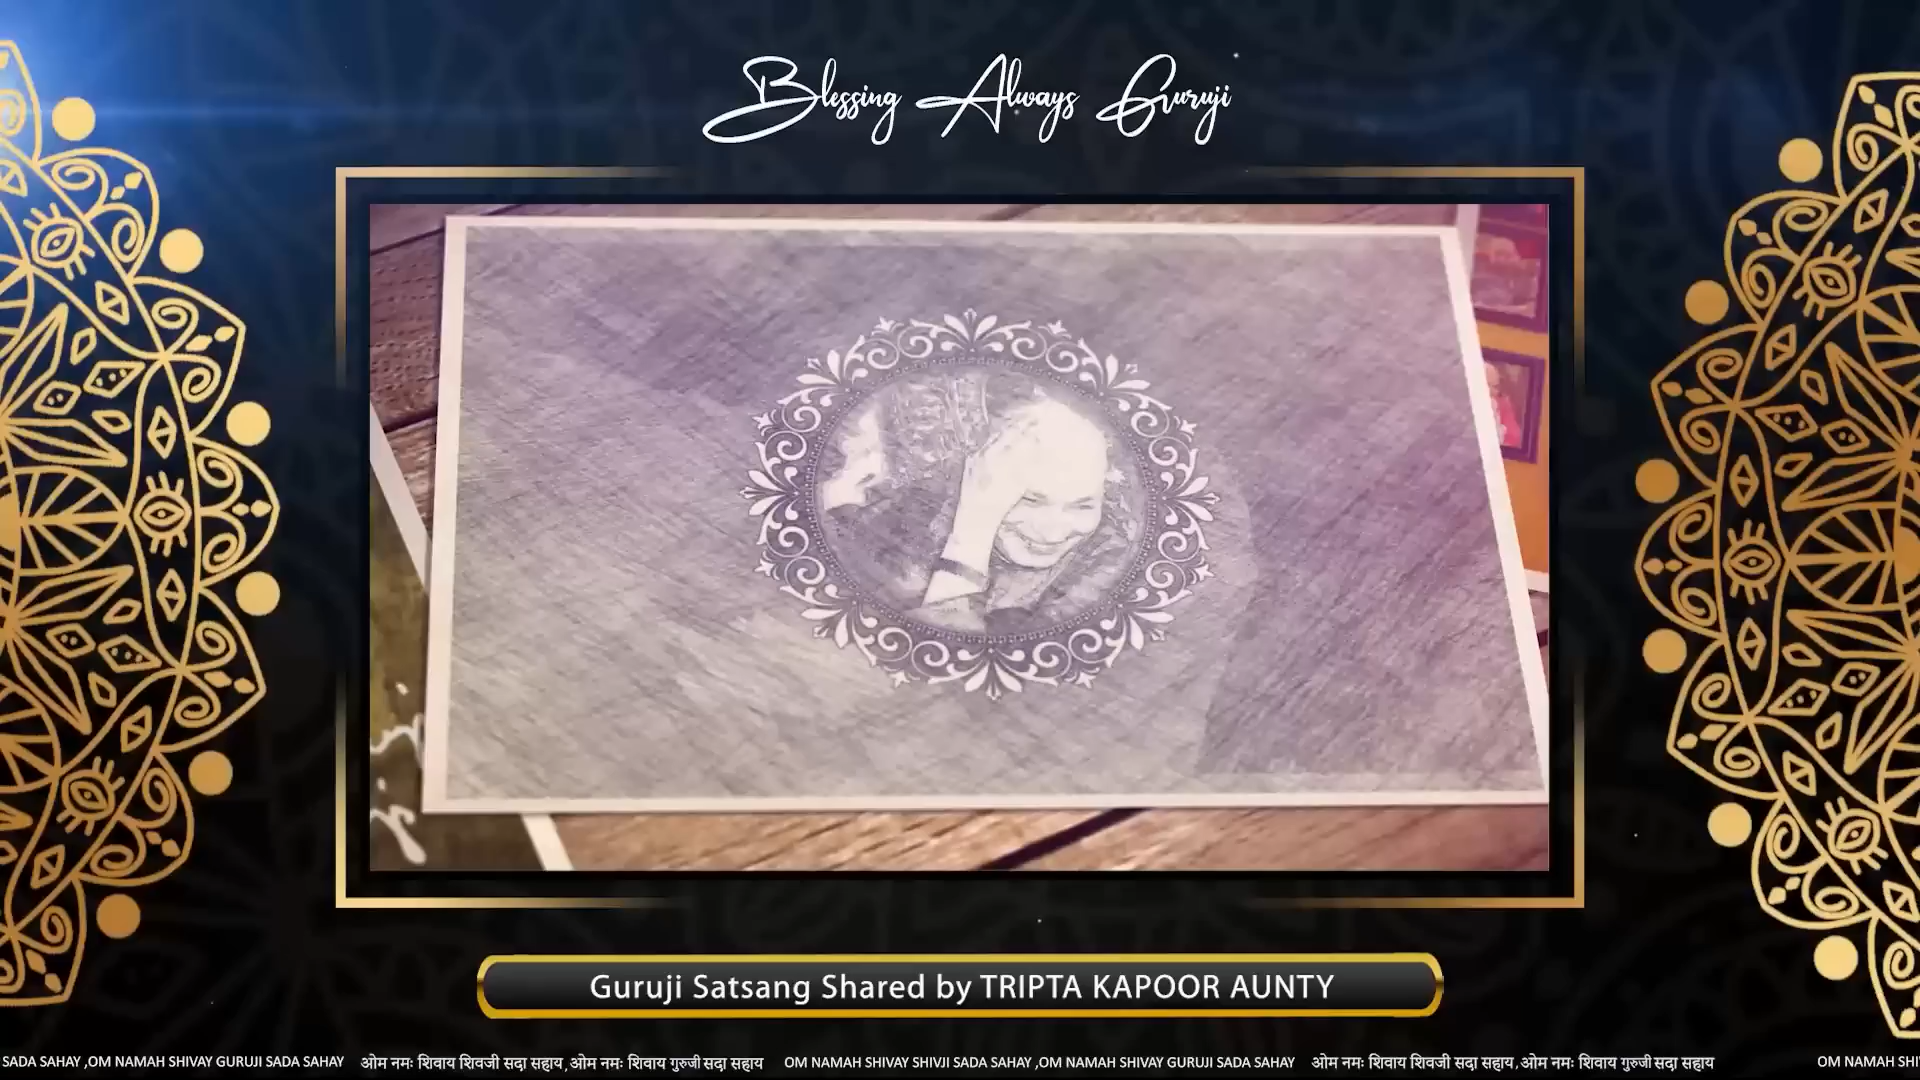 Blessing Always Guruji
Guruji Satsang Shared by TRIPTA KAPOOR AUNTY
SADA SAHAY ,OM NAMAH SHIVAY GURUJI SADA SAHAY ओम नमः शिवाय शिवजी सदा सहाय ,ओम नमः शिवाय गुरुजी सदा सहाय OM NAMAH SHIVAY SHIVJI SADA SAHAY ,OM NAMAH SHIVAY GURUJI SADA SAHAY ओम नमः शिवाय शिवजी सदा सहाय ,ओम नमः शिवाय गुरुजी सदा सहाय OM NAMAH